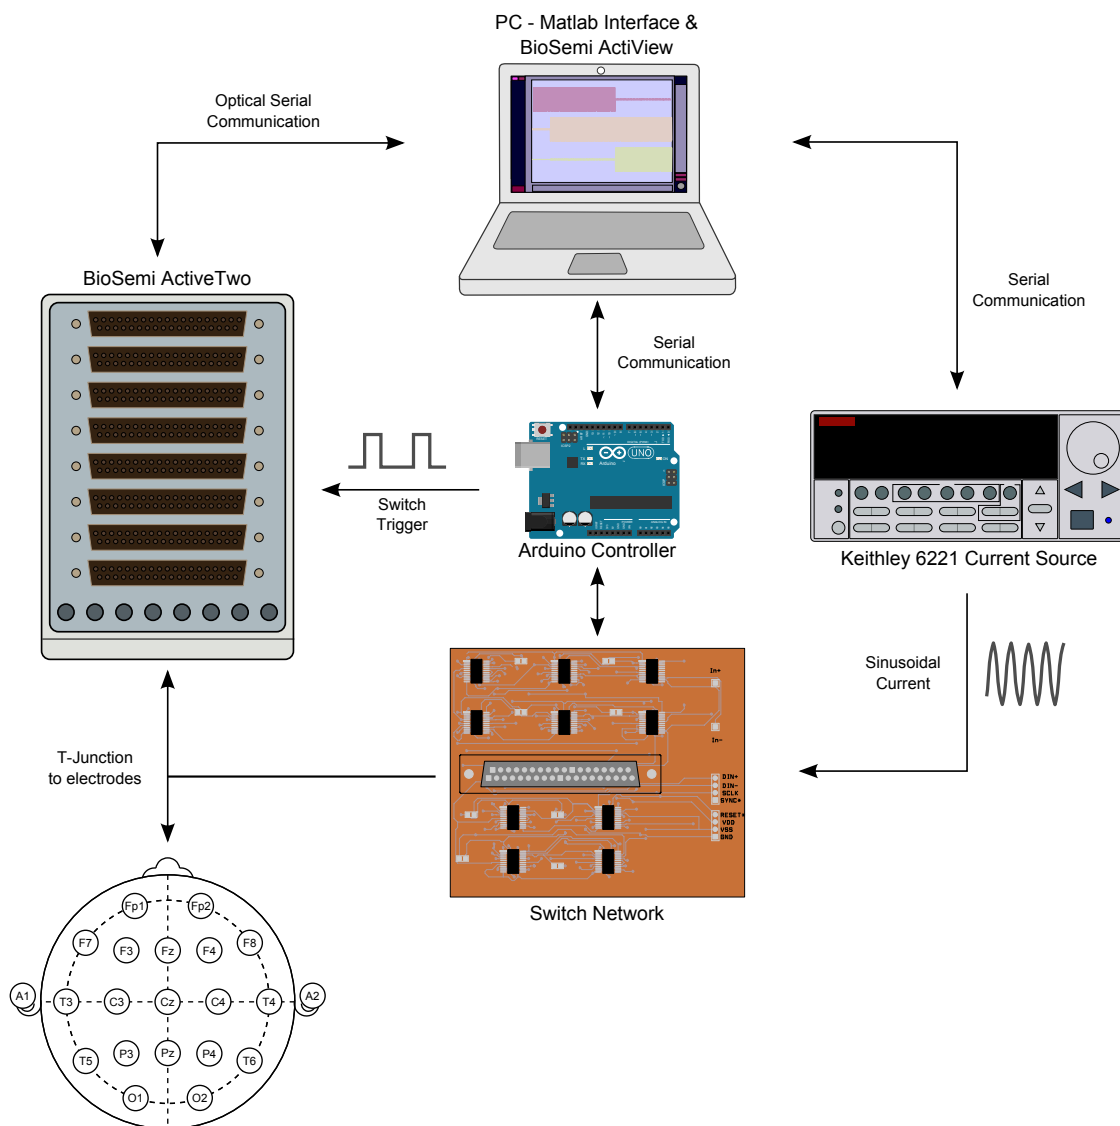 PC - Matlab Interface &
BioSemi ActiView
Optical Serial
Communication
BioSemi ActiveTwo
Serial
Communication
Serial
Communication
Switch
Trigger
UNO
Arduino
Arduino Controller
Keithley 6221 Current Source
Sinusoidal
Current
T-Junction
to electrodes
In+
In-
DIN+
DIN-
SCLK
SYNC+
RESET+
VDD
VSS
GND
Switch Network
Fp1 Fp2
F7 F3 Fz F4 F8
A1 T3 C3 Cz C4 T4 A2
T5 P3 Pz P4 T6
O1 O2